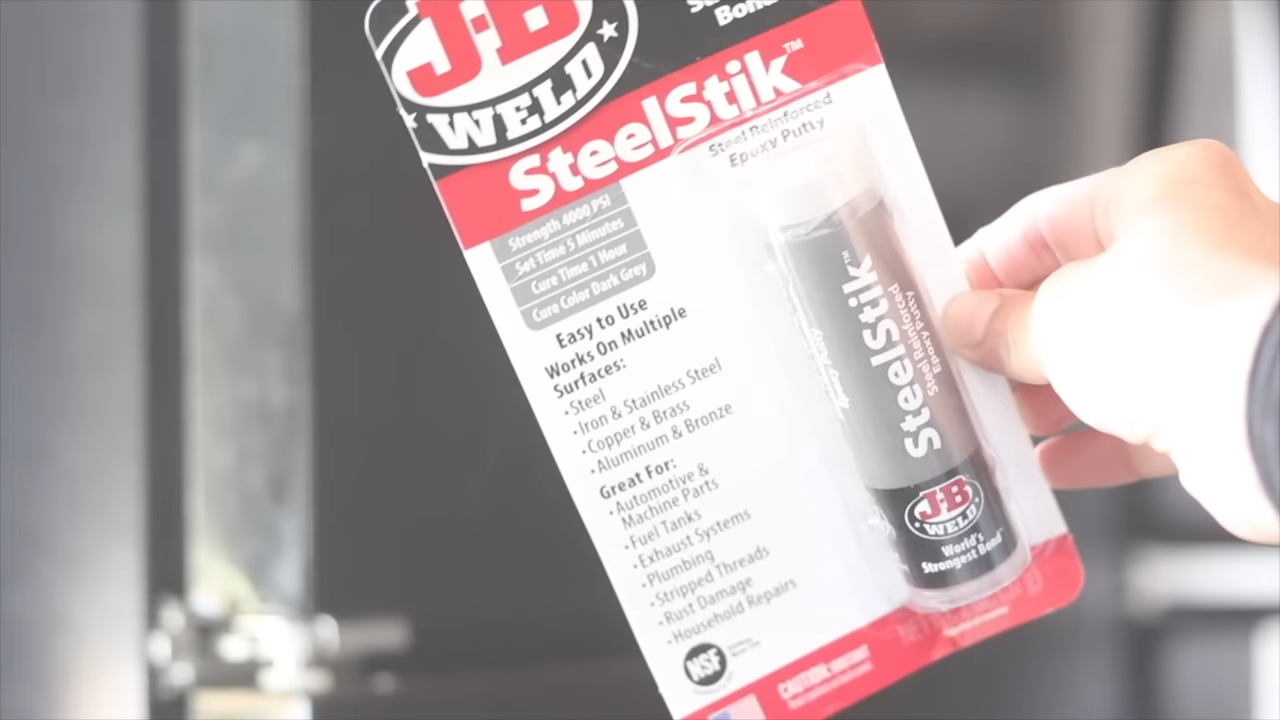 J-B
WELD
Bond
SteelStik™
Steel Reinforced
Epoxy Putty
Strength 4000 PSI
Set Time 5 Minutes
Cure Time 1 Hour
Cure Color Dark Grey
Easy to Use
Works On Multiple
Surfaces:
• Steel
• Iron & Stainless Steel
• Copper & Brass
• Aluminum & Bronze
Great For:
• Automotive &
Machine Parts
• Fuel Tanks
• Exhaust Systems
• Plumbing
• Stripped Threads
• Rust Damage
• Household Repairs
NSF
CAUTION:
SteelStik™
Steel Reinforced
Epoxy Putty
J-B
WELD
World's
Strongest Bond™